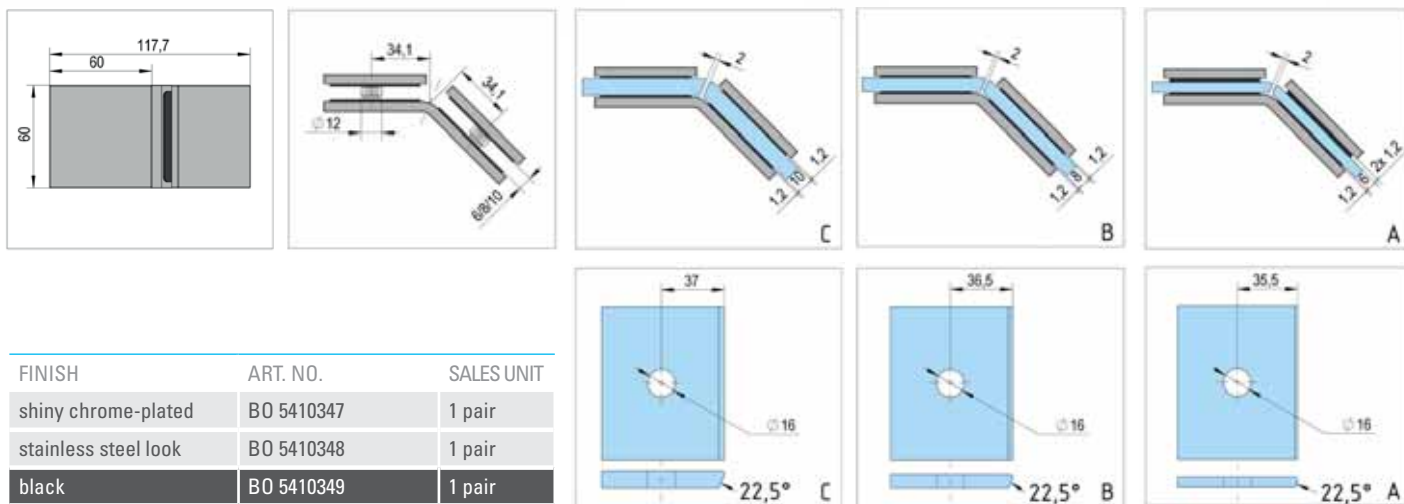 117,7
60
60
34,1
34,1
Ø 12
6/8/10
2
1.2
10
1.2
C
2
1.2
8
1.2
B
2
2x 1.2
6
1.2
A
37
Ø 16
22,5°
C
36,5
Ø 16
22,5°
B
35,5
Ø 16
22,5°
A
FINISH ART. NO. SALES UNIT
shiny chrome-plated BO 5410347 1 pair
stainless steel look BO 5410348 1 pair
black BO 5410349 1 pair